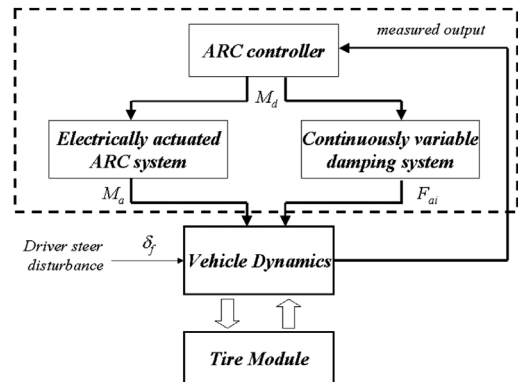 measured output
ARC controller
M_d
Electrically actuated
ARC system
Continuously variable
damping system
M_a
F_ai
Driver steer
disturbance
δ_f
Vehicle Dynamics
Tire Module